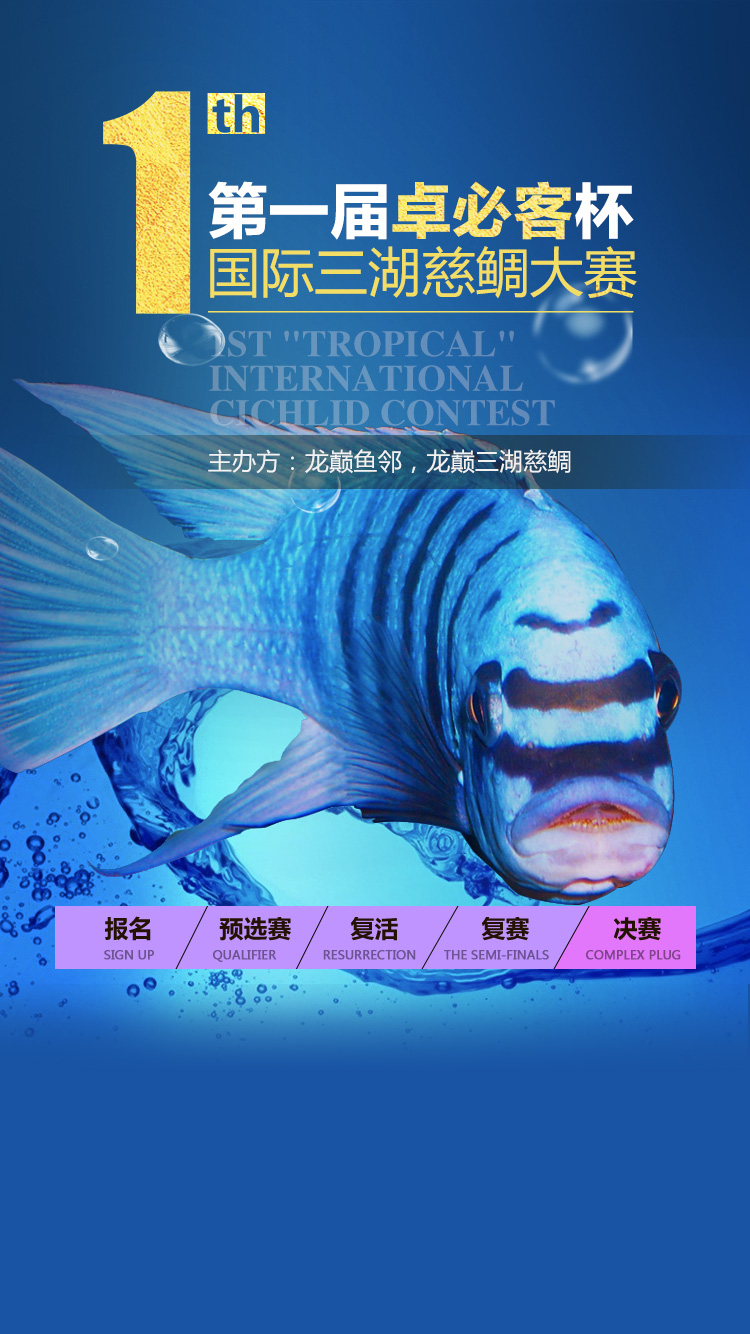 1th
第一届卓必客杯
国际三湖慈鲷大赛
1ST "TROPICAL"
INTERNATIONAL
CICHLID CONTEST
主办方：龙巅鱼邻，龙巅三湖慈鲷
报名 预选赛 复活 复赛 决赛
SIGN UP QUALIFIER RESURRECTION THE SEMI-FINALS COMPLEX PLUG